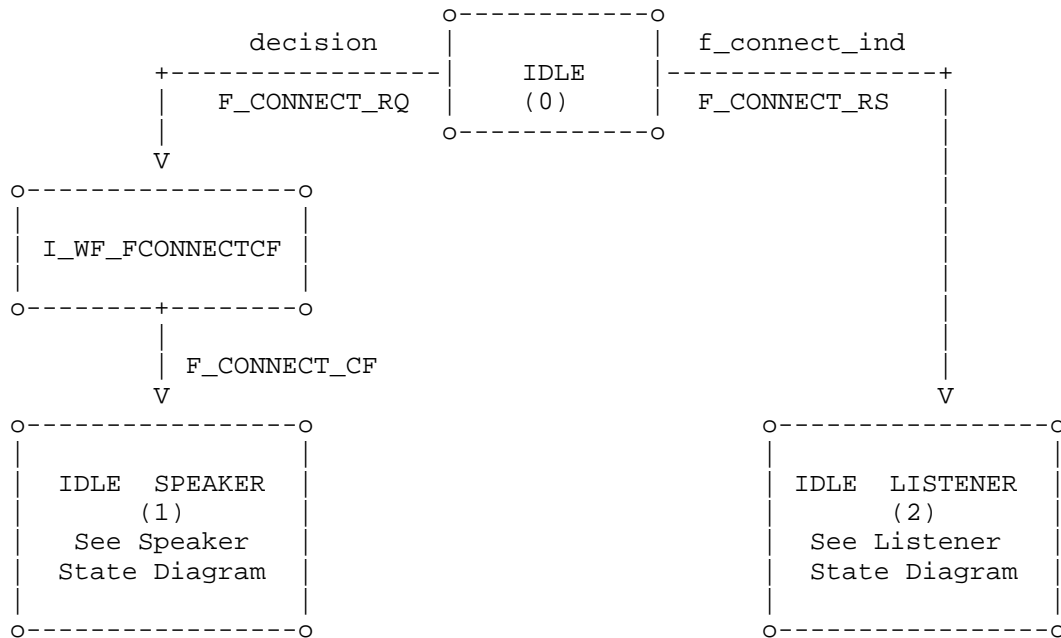 decision f_connect_ind
IDLE
F_CONNECT_RQ (0) F_CONNECT_RS
V
I_WF_FCONNECTCF
F_CONNECT_CF
V V
IDLE SPEAKER IDLE LISTENER
(1) (2)
See Speaker See Listener
State Diagram State Diagram